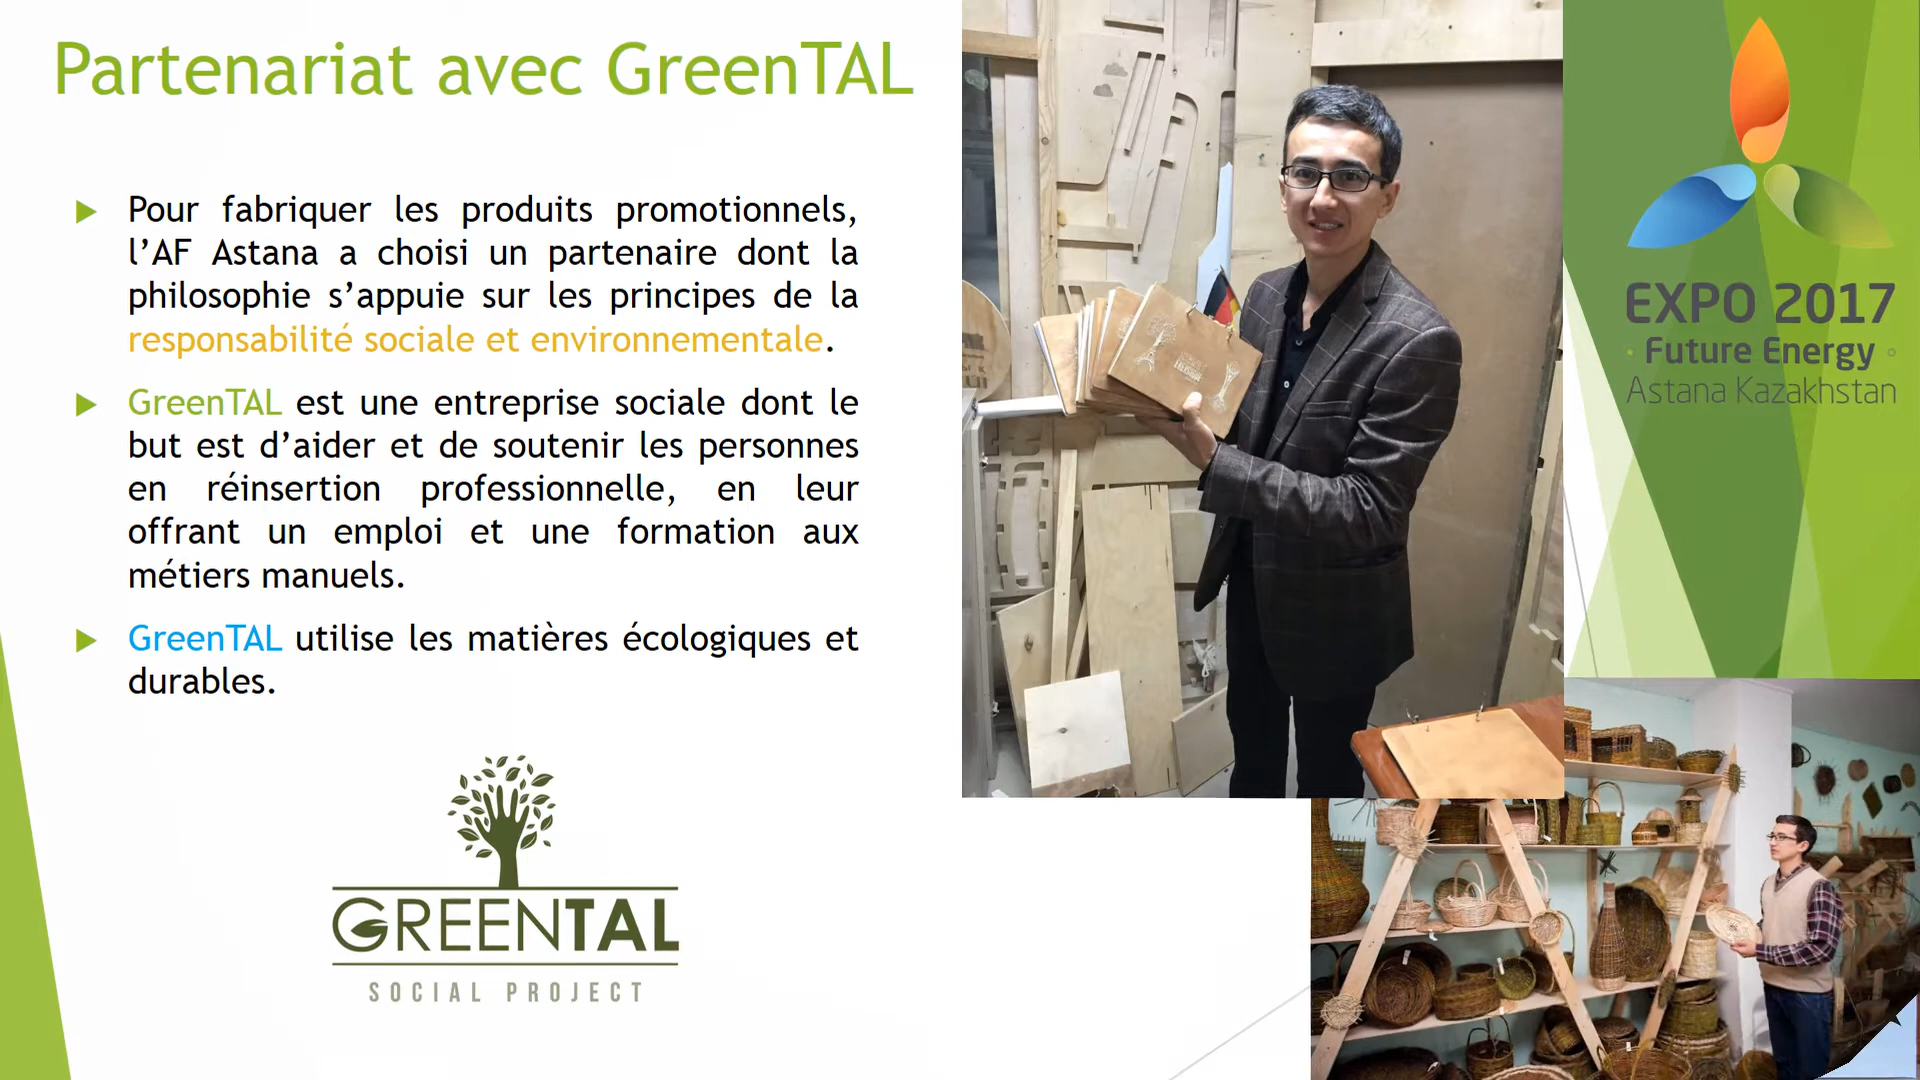 Partenariat avec GreenTAL
Pour fabriquer les produits promotionnels,
l’AF Astana a choisi un partenaire dont la
philosophie s’appuie sur les principes de la
responsabilité sociale et environnementale.
GreenTAL est une entreprise sociale dont le
but est d’aider et de soutenir les personnes
en réinsertion professionnelle, en leur
offrant un emploi et une formation aux
métiers manuels.
GreenTAL utilise les matières écologiques et
durables.
GREENTAL
SOCIAL PROJECT
EXPO 2017
Future Energy
Astana Kazakhstan